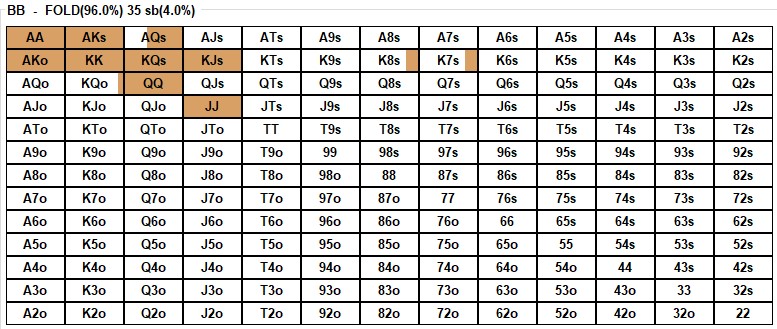 BB - FOLD(96.0%) 35 sb(4.0%)
AA AKs AQs AJs ATs A9s A8s A7s A6s A5s A4s A3s A2s
AKo KK KQs KJs KTs K9s K8s K7s K6s K5s K4s K3s K2s
AQo KQo QQ QJs QTs Q9s Q8s Q7s Q6s Q5s Q4s Q3s Q2s
AJo KJo QJo JJ JTs J9s J8s J7s J6s J5s J4s J3s J2s
ATo KTo QTo JTo TT T9s T8s T7s T6s T5s T4s T3s T2s
A9o K9o Q9o J9o T9o 99 98s 97s 96s 95s 94s 93s 92s
A8o K8o Q8o J8o T8o 98o 88 87s 86s 85s 84s 83s 82s
A7o K7o Q7o J7o T7o 97o 87o 77 76s 75s 74s 73s 72s
A6o K6o Q6o J6o T6o 96o 86o 76o 66 65s 64s 63s 62s
A5o K5o Q5o J5o T5o 95o 85o 75o 65o 55 54s 53s 52s
A4o K4o Q4o J4o T4o 94o 84o 74o 64o 54o 44 43s 42s
A3o K3o Q3o J3o T3o 93o 83o 73o 63o 53o 43o 33 32s
A2o K2o Q2o J2o T2o 92o 82o 72o 62o 52o 42o 32o 22